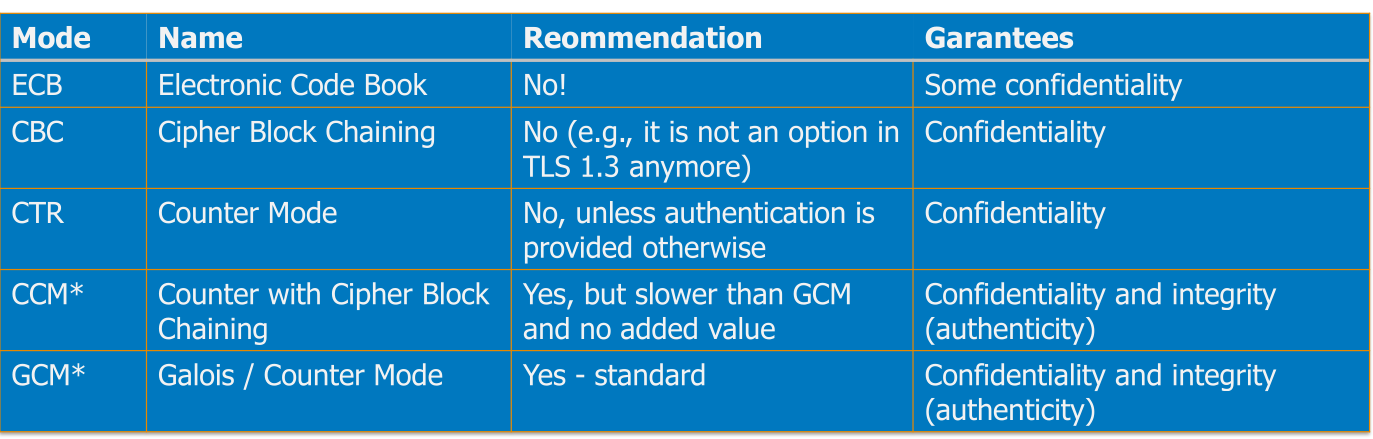 Mode Name Reommendation Garantees
ECB Electronic Code Book No! Some confidentiality
CBC Cipher Block Chaining No (e.g., it is not an option in Confidentiality
TLS 1.3 anymore)
CTR Counter Mode No, unless authentication is Confidentiality
provided otherwise
CCM* Counter with Cipher Block Yes, but slower than GCM Confidentiality and integrity
Chaining and no added value (authenticity)
GCM* Galois / Counter Mode Yes - standard Confidentiality and integrity
(authenticity)